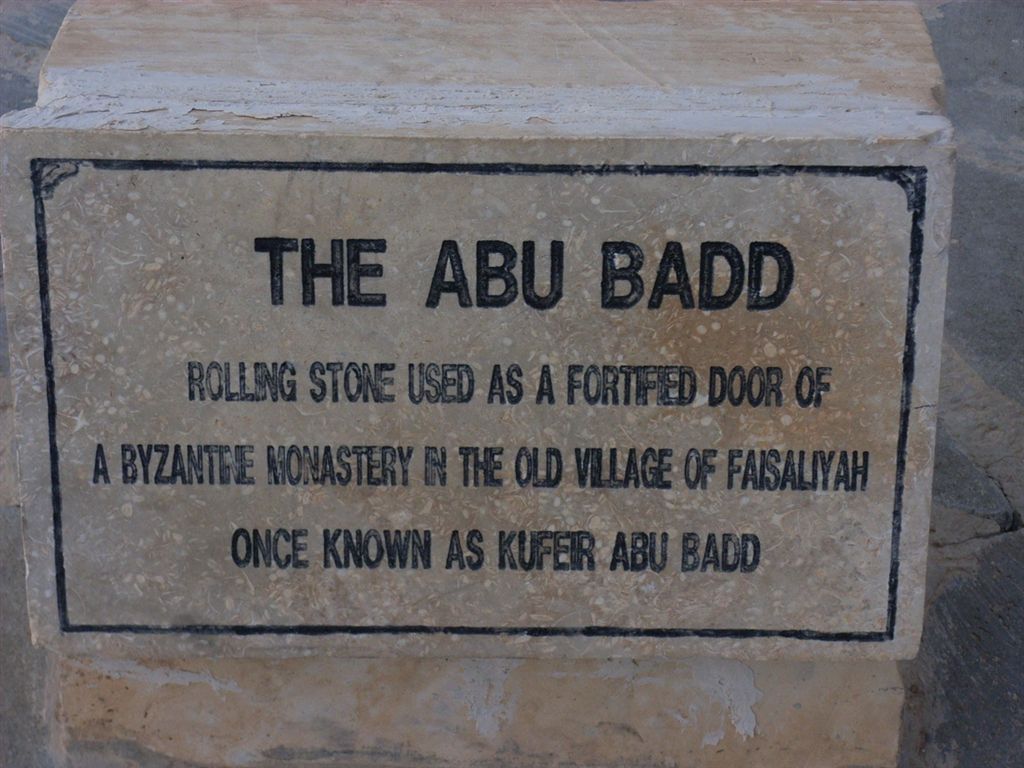 THE ABU BADD
ROLLING STONE USED AS A FORTIFIED DOOR OF
A BYZANTINE MONASTERY IN THE OLD VILLAGE OF FAISALIYAH
ONCE KNOWN AS KUFEIR ABU BADD